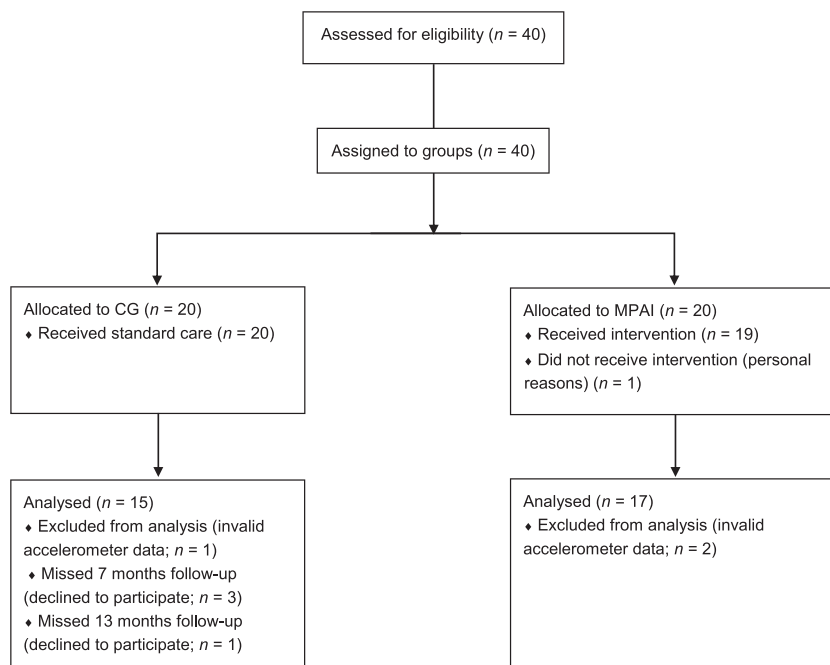 Assessed for eligibility (n = 40)
Assigned to groups (n = 40)
Allocated to CG (n = 20)
♦ Received standard care (n = 20)
Allocated to MPAI (n = 20)
♦ Received intervention (n = 19)
♦ Did not receive intervention (personal
reasons) (n = 1)
Analysed (n = 15)
♦ Excluded from analysis (invalid
accelerometer data; n = 1)
♦ Missed 7 months follow-up
(declined to participate; n = 3)
♦ Missed 13 months follow-up
(declined to participate; n = 1)
Analysed (n = 17)
♦ Excluded from analysis (invalid
accelerometer data; n = 2)